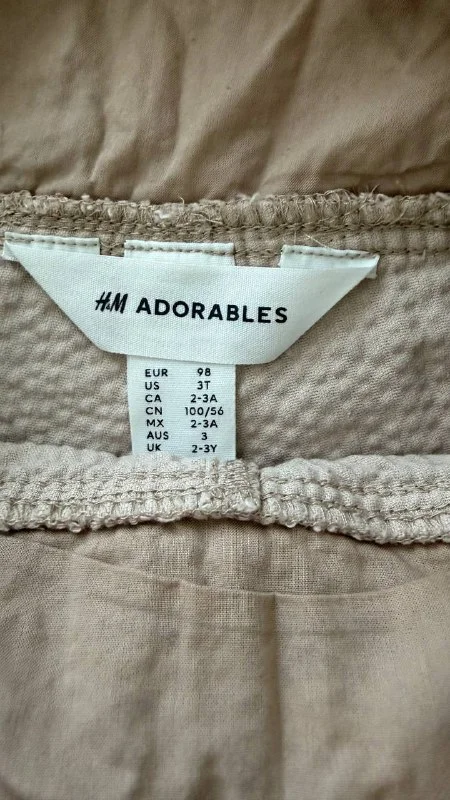 H&M ADORABLES
EUR 98
US 3T
CA 2-3A
CN 100/56
MX 2-3A
AUS 3
UK 2-3Y